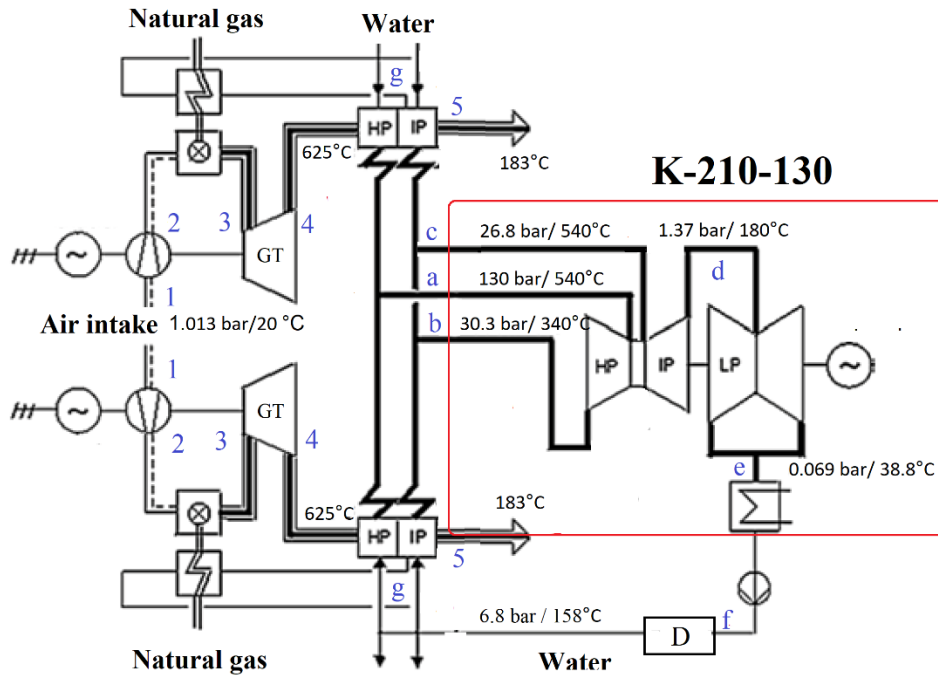 Natural gas
Water
g
5
HP
IP
625°C
183°C
K-210-130
2
3
4
GT
~
c
26.8 bar/ 540°C
1.37 bar/ 180°C
d
1
a
130 bar/ 540°C
Air intake
1.013 bar/20 °C
b
30.3 bar/ 340°C
HP
IP
LP
~
1
GT
~
2
3
4
e
0.069 bar/ 38.8°C
625°C
183°C
HP
IP
5
g
6.8 bar / 158°C
D
f
Natural gas
Water